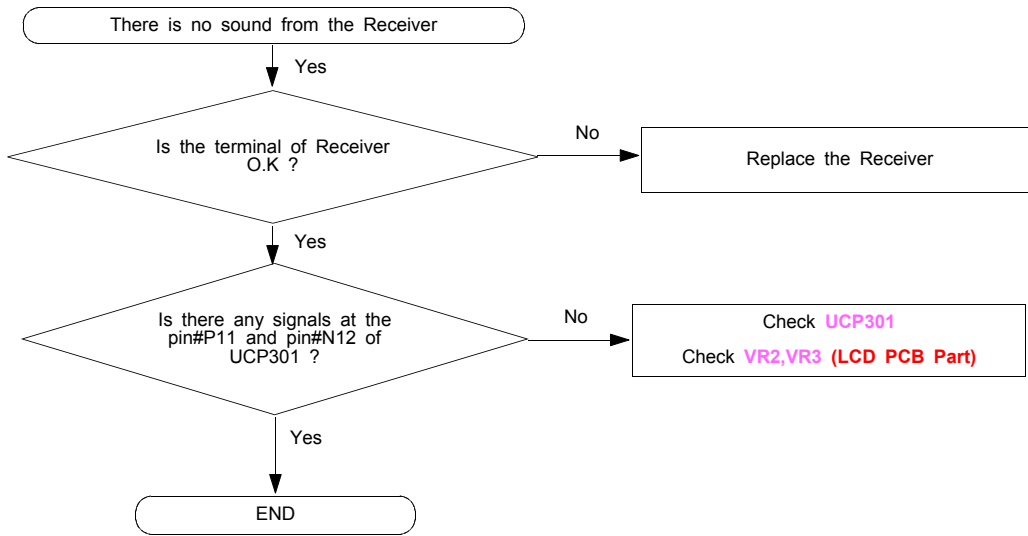 There is no sound from the Receiver
Yes
Is the terminal of Receiver
O.K ?
No
Replace the Receiver
Yes
Is there any signals at the
pin#P11 and pin#N12 of
UCP301 ?
No
Check UCP301
Check VR2,VR3 (LCD PCB Part)
Yes
END